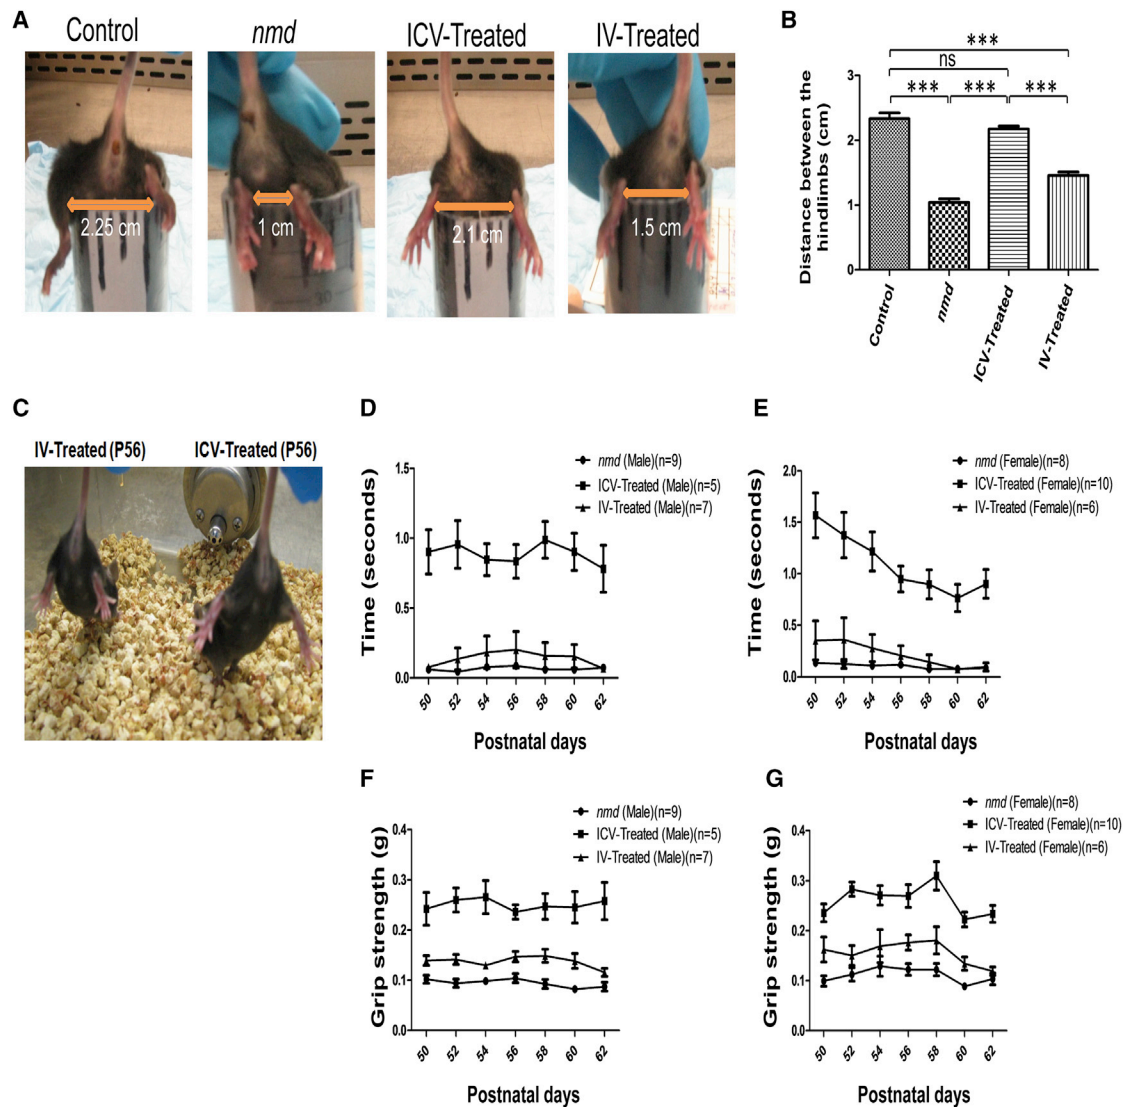 A
Control
nmd
ICV-Treated
IV-Treated
2.25 cm
1 cm
2.1 cm
1.5 cm
B
***
ns
*** *** ***
Distance between the
hindlimbs (cm)
3
2
1
0
Control
nmd
ICV-Treated
IV-Treated
C
IV-Treated (P56)
ICV-Treated (P56)
D
nmd (Male)(n=9)
ICV-Treated (Male)(n=5)
IV-Treated (Male)(n=7)
Time (seconds)
1.5
1.0
0.5
0.0
50 52 54 56 58 60 62
Postnatal days
E
nmd (Female)(n=8)
ICV-Treated (Female)(n=10)
IV-Treated (Female)(n=6)
Time (seconds)
2.0
1.5
1.0
0.5
0.0
50 52 54 56 58 60 62
Postnatal days
F
nmd (Male)(n=9)
ICV-Treated (Male)(n=5)
IV-Treated (Male)(n=7)
Grip strength (g)
0.4
0.3
0.2
0.1
0.0
50 52 54 56 58 60 62
Postnatal days
G
nmd (Female)(n=8)
ICV-Treated (Female)(n=10)
IV-Treated (Female)(n=6)
Grip strength (g)
0.4
0.3
0.2
0.1
0.0
50 52 54 56 58 60 62
Postnatal days